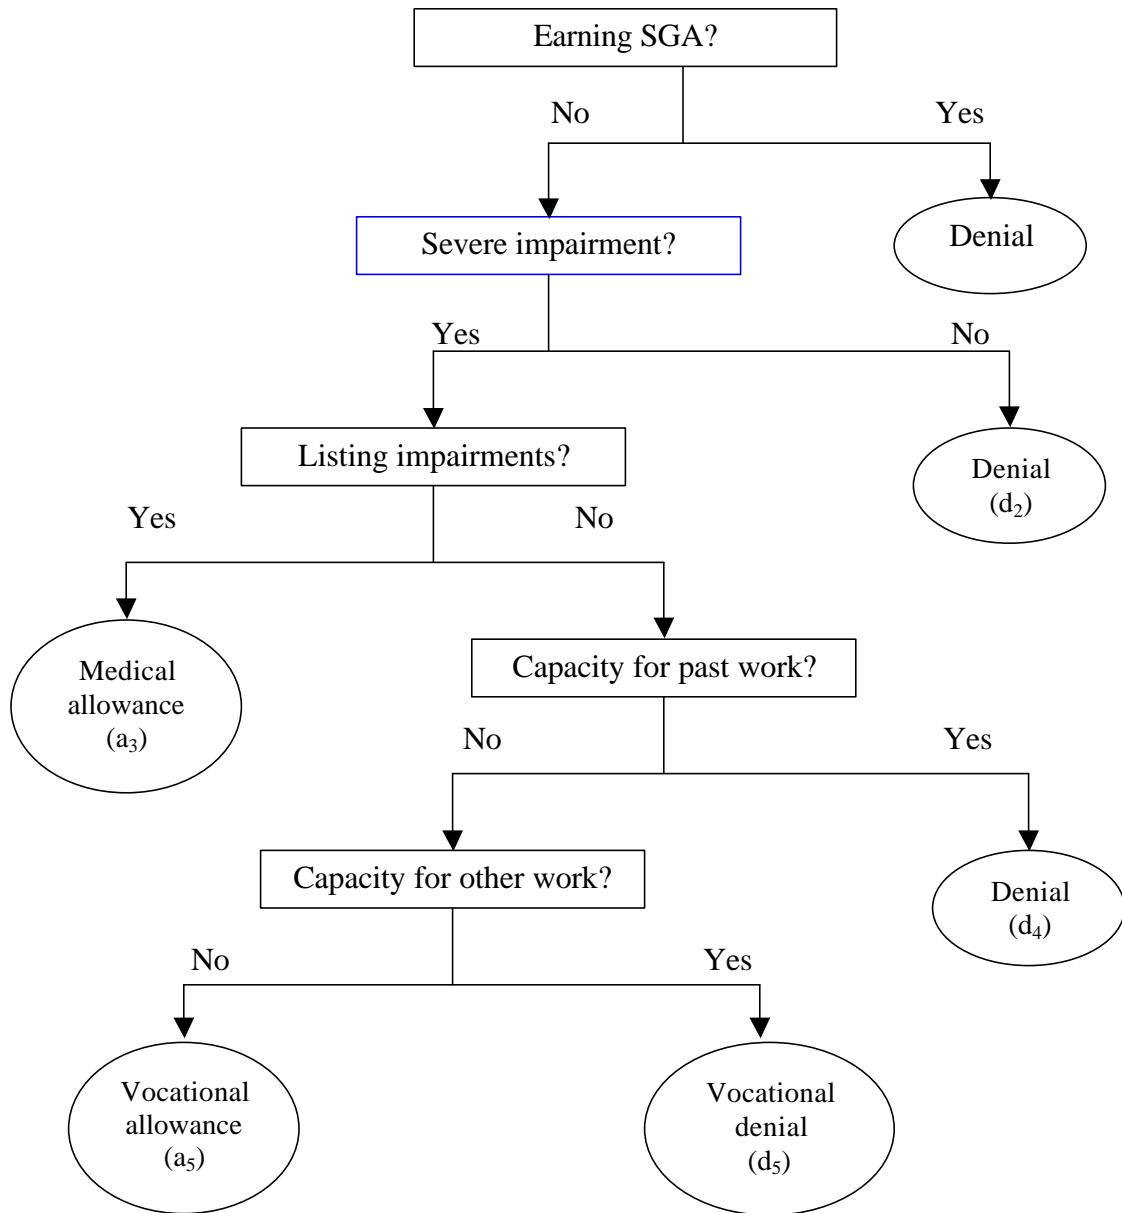 Earning SGA?
No
Yes
Severe impairment?
Denial
Yes
No
Listing impairments?
Denial
(d₂)
Yes
No
Medical
allowance
(a₃)
Capacity for past work?
No
Yes
Capacity for other work?
Denial
(d₄)
No
Yes
Vocational
allowance
(a₅)
Vocational
denial
(d₅)